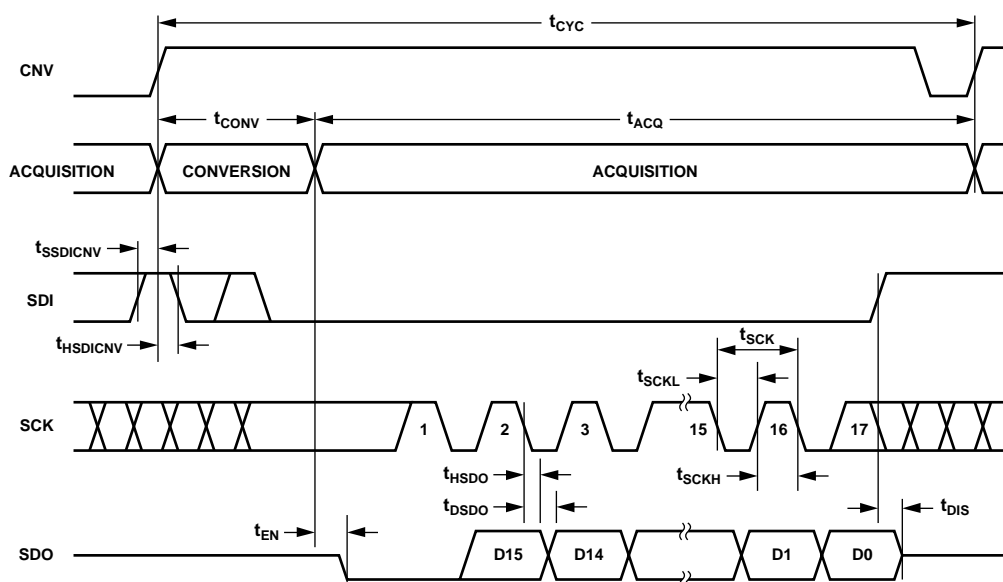 tCYC
CNV
tCONV
tACQ
ACQUISITION
CONVERSION
ACQUISITION
tSSDICNV
SDI
tHSDICNV
tSCK
tSCKL
SCK
1
2
3
15
16
17
tHSDO
tSCKH
tDSDO
tEN
tDIS
SDO
D15
D14
D1
D0